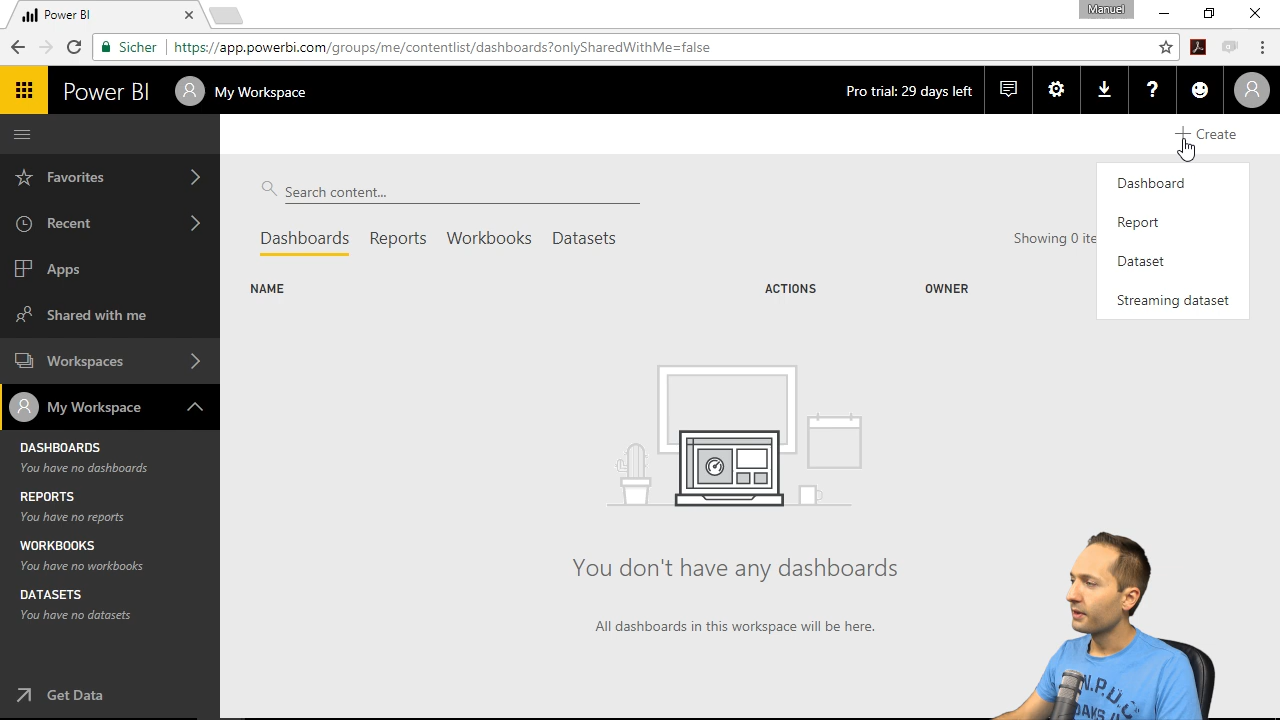 Power BI
Manuel
Sicher
https://app.powerbi.com/groups/me/contentlist/dashboards?onlySharedWithMe=false
Power BI
My Workspace
Pro trial: 29 days left
?
Create
Favorites
Recent
Apps
Shared with me
Workspaces
My Workspace
DASHBOARDS
You have no dashboards
REPORTS
You have no reports
WORKBOOKS
You have no workbooks
DATASETS
You have no datasets
Get Data
Search content...
Dashboards Reports Workbooks Datasets
Showing 0 ite
NAME ACTIONS OWNER
Dashboard
Report
Dataset
Streaming dataset
You don't have any dashboards
All dashboards in this workspace will be here.